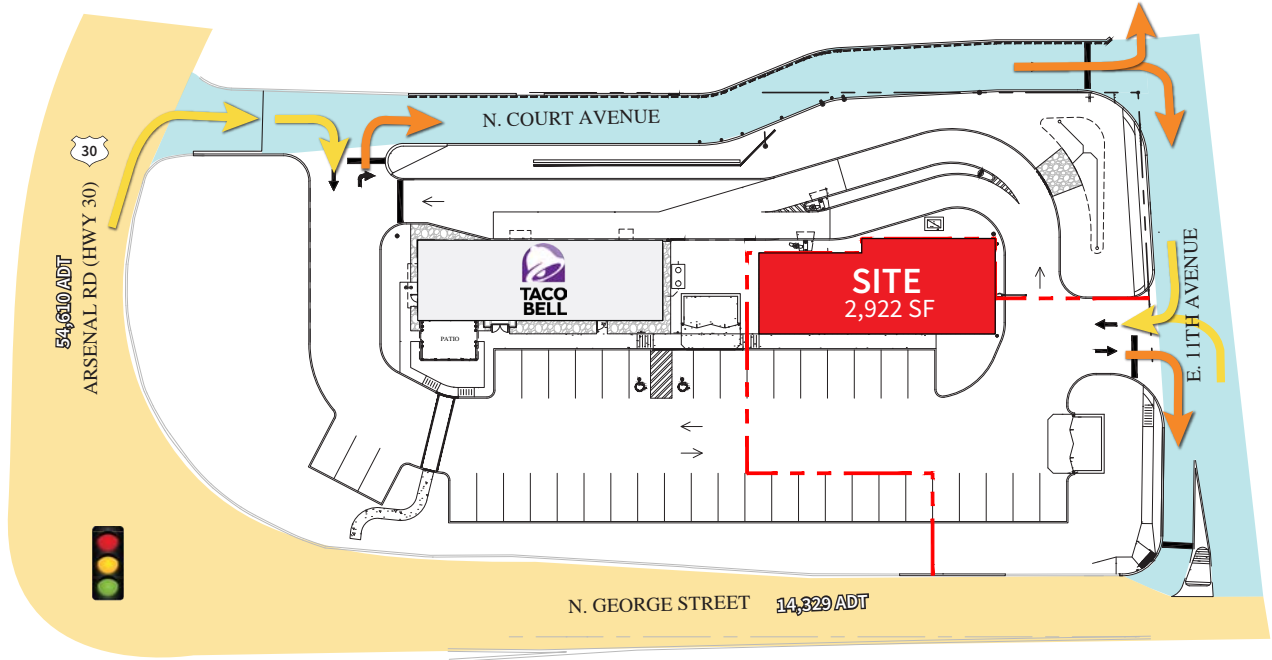 N. COURT AVENUE
30
ARSENAL RD (HWY 30)
54,610 ADT
TACO
BELL
PATIO
SITE
2,922 SF
E. 11TH AVENUE
N. GEORGE STREET
14,329 ADT